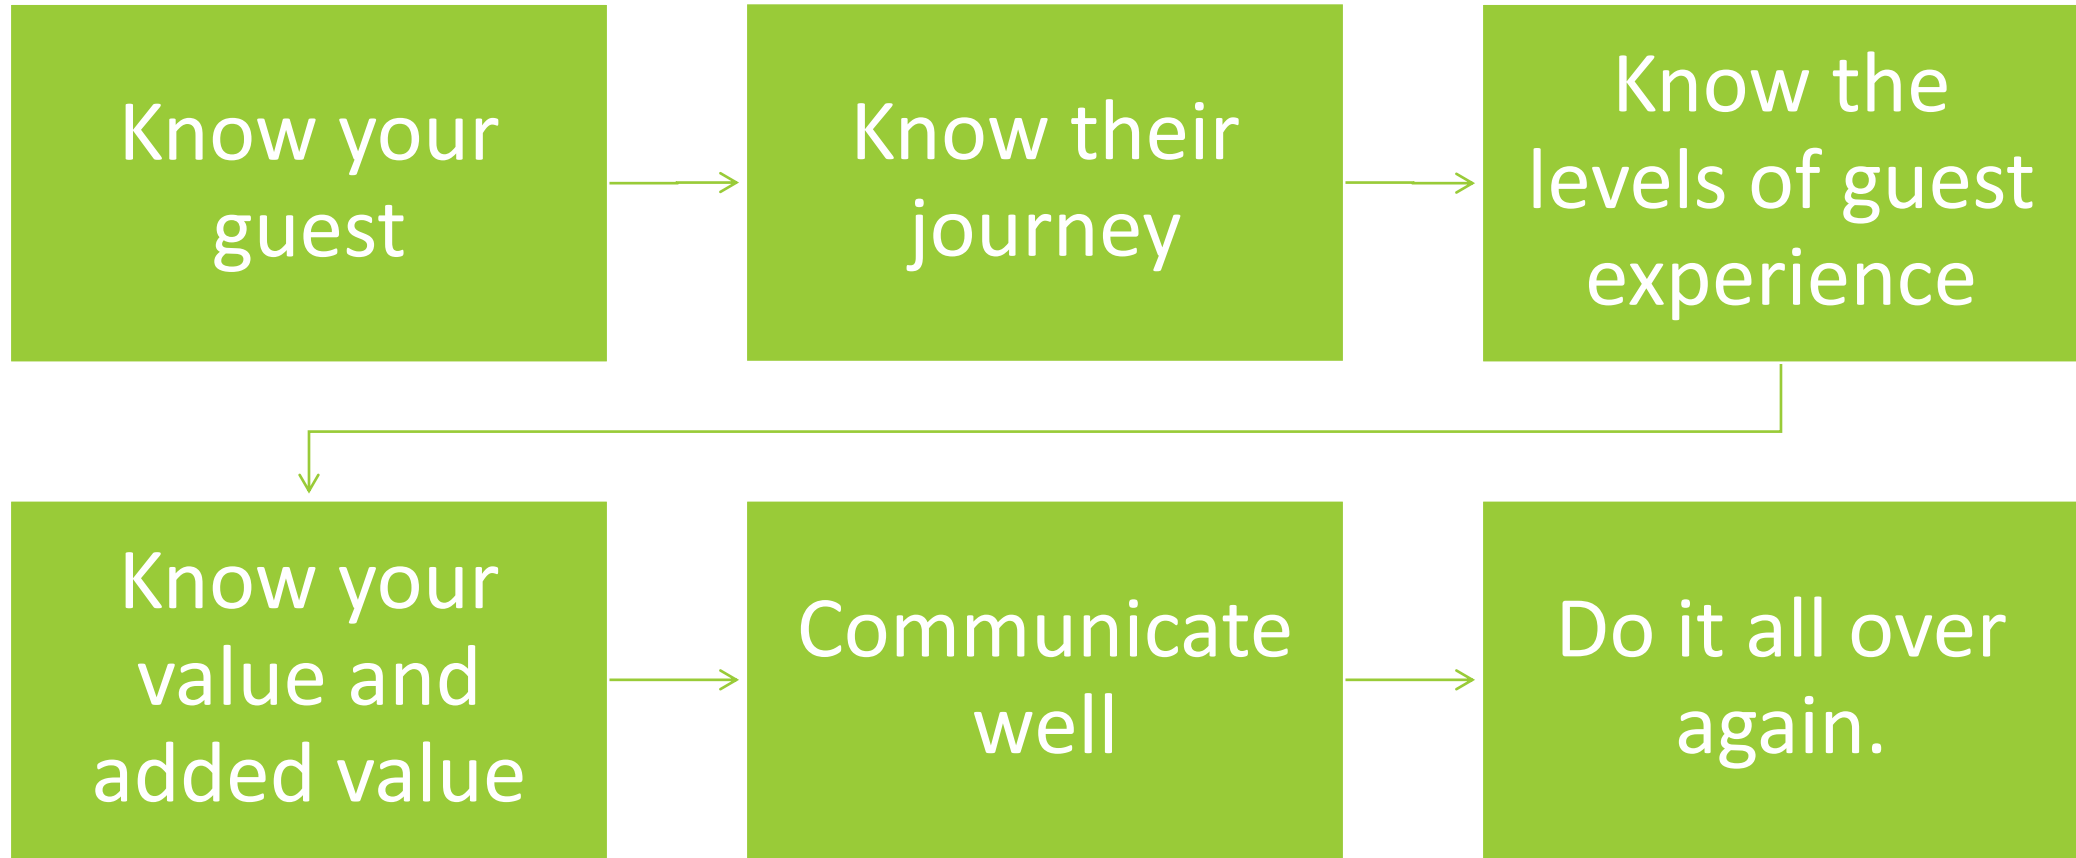 Know your
guest
Know their
journey
Know the
levels of guest
experience
Know your
value and
added value
Communicate
well
Do it all over
again.